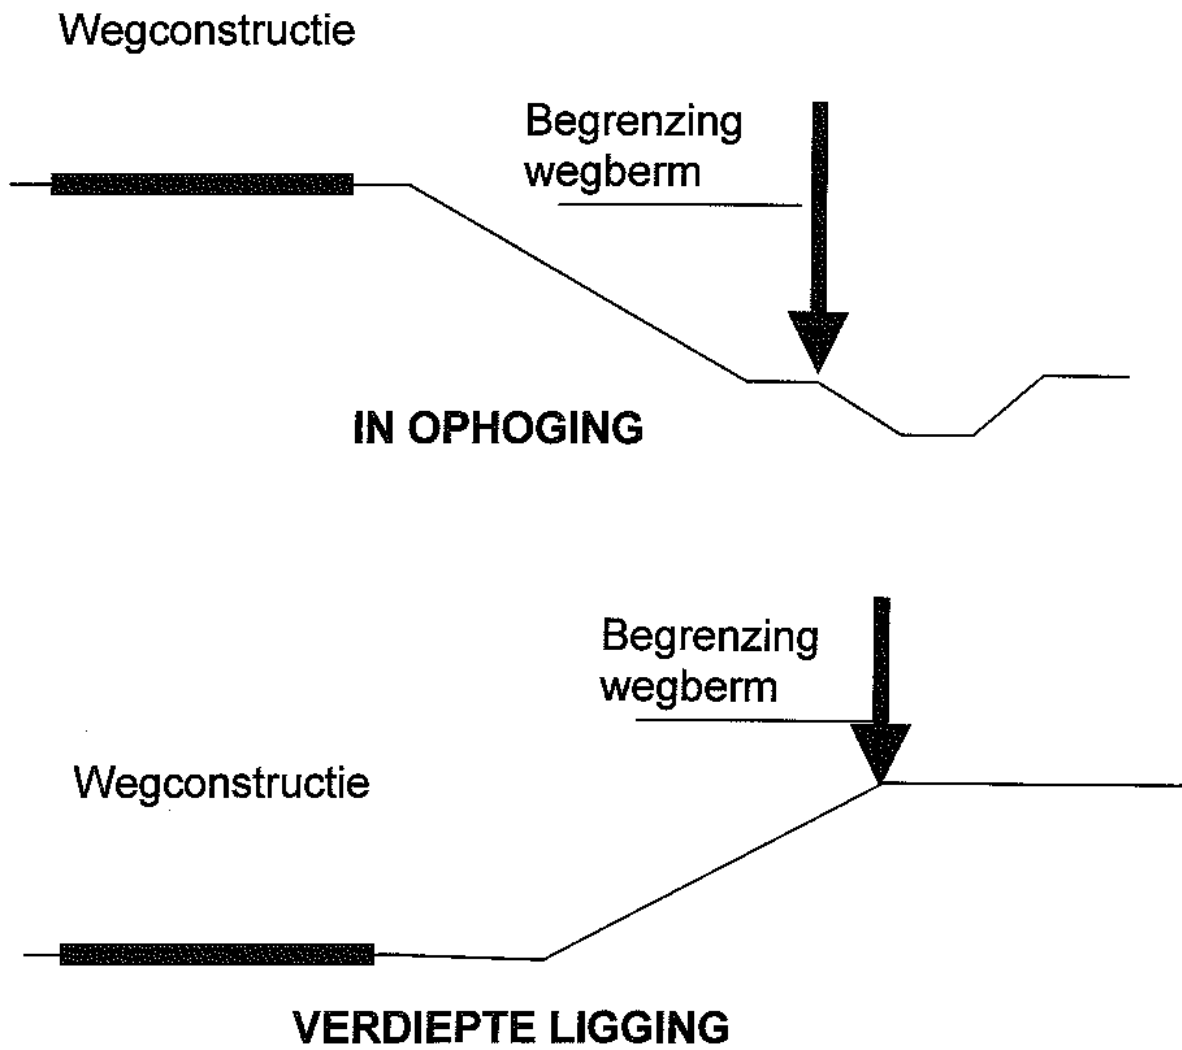 Wegconstructie
Begrenzing
wegberm
IN OPHOGING
Begrenzing
wegberm
Wegconstructie
VERDIEPTE LIGGING